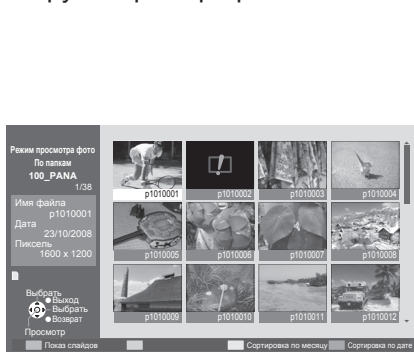 Режим просмотра фото
По папкам
100_PANA
1/38
Имя файла
p1010001
Дата
23/10/2008
Пиксель
1600 x 1200
Выбрать
Выход
Выбрать
Возврат
Просмотр
p1010001
p1010002
p1010003
p1010004
p1010005
p1010006
p1010007
p1010008
p1010009
p1010010
p1010011
p1010012
Показ слайдов
Сортировка по месяцу
Сортировка по дате